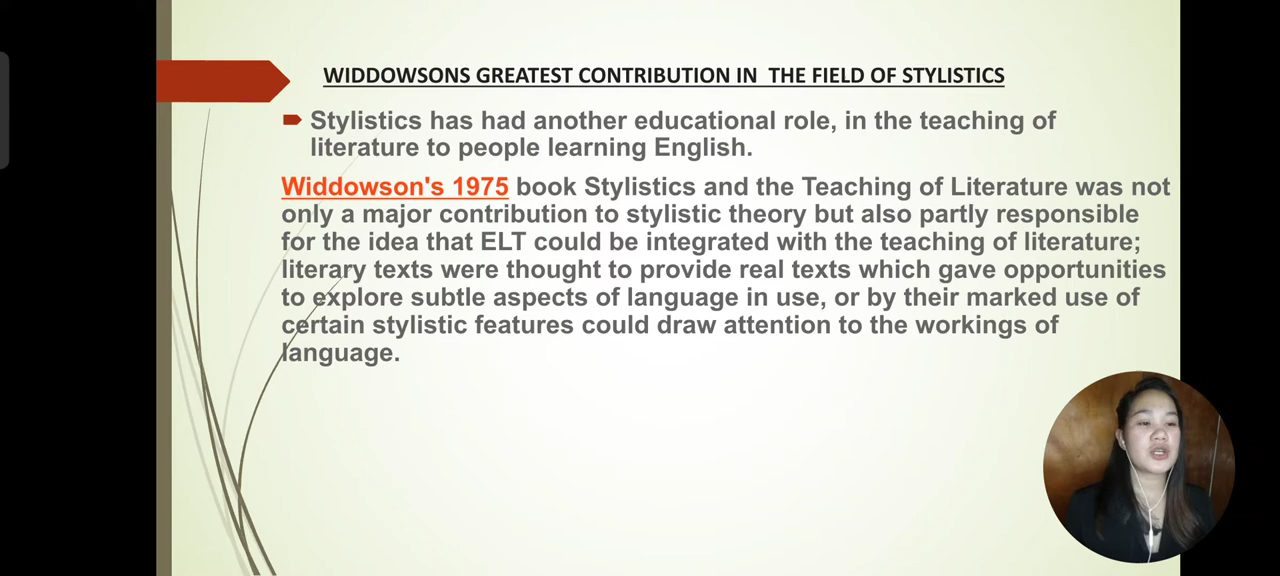 WIDDOWSONS GREATEST CONTRIBUTION IN THE FIELD OF STYLISTICS
Stylistics has had another educational role, in the teaching of
literature to people learning English.
Widdowson's 1975 book Stylistics and the Teaching of Literature was not
only a major contribution to stylistic theory but also partly responsible
for the idea that ELT could be integrated with the teaching of literature;
literary texts were thought to provide real texts which gave opportunities
to explore subtle aspects of language in use, or by their marked use of
certain stylistic features could draw attention to the workings of
language.